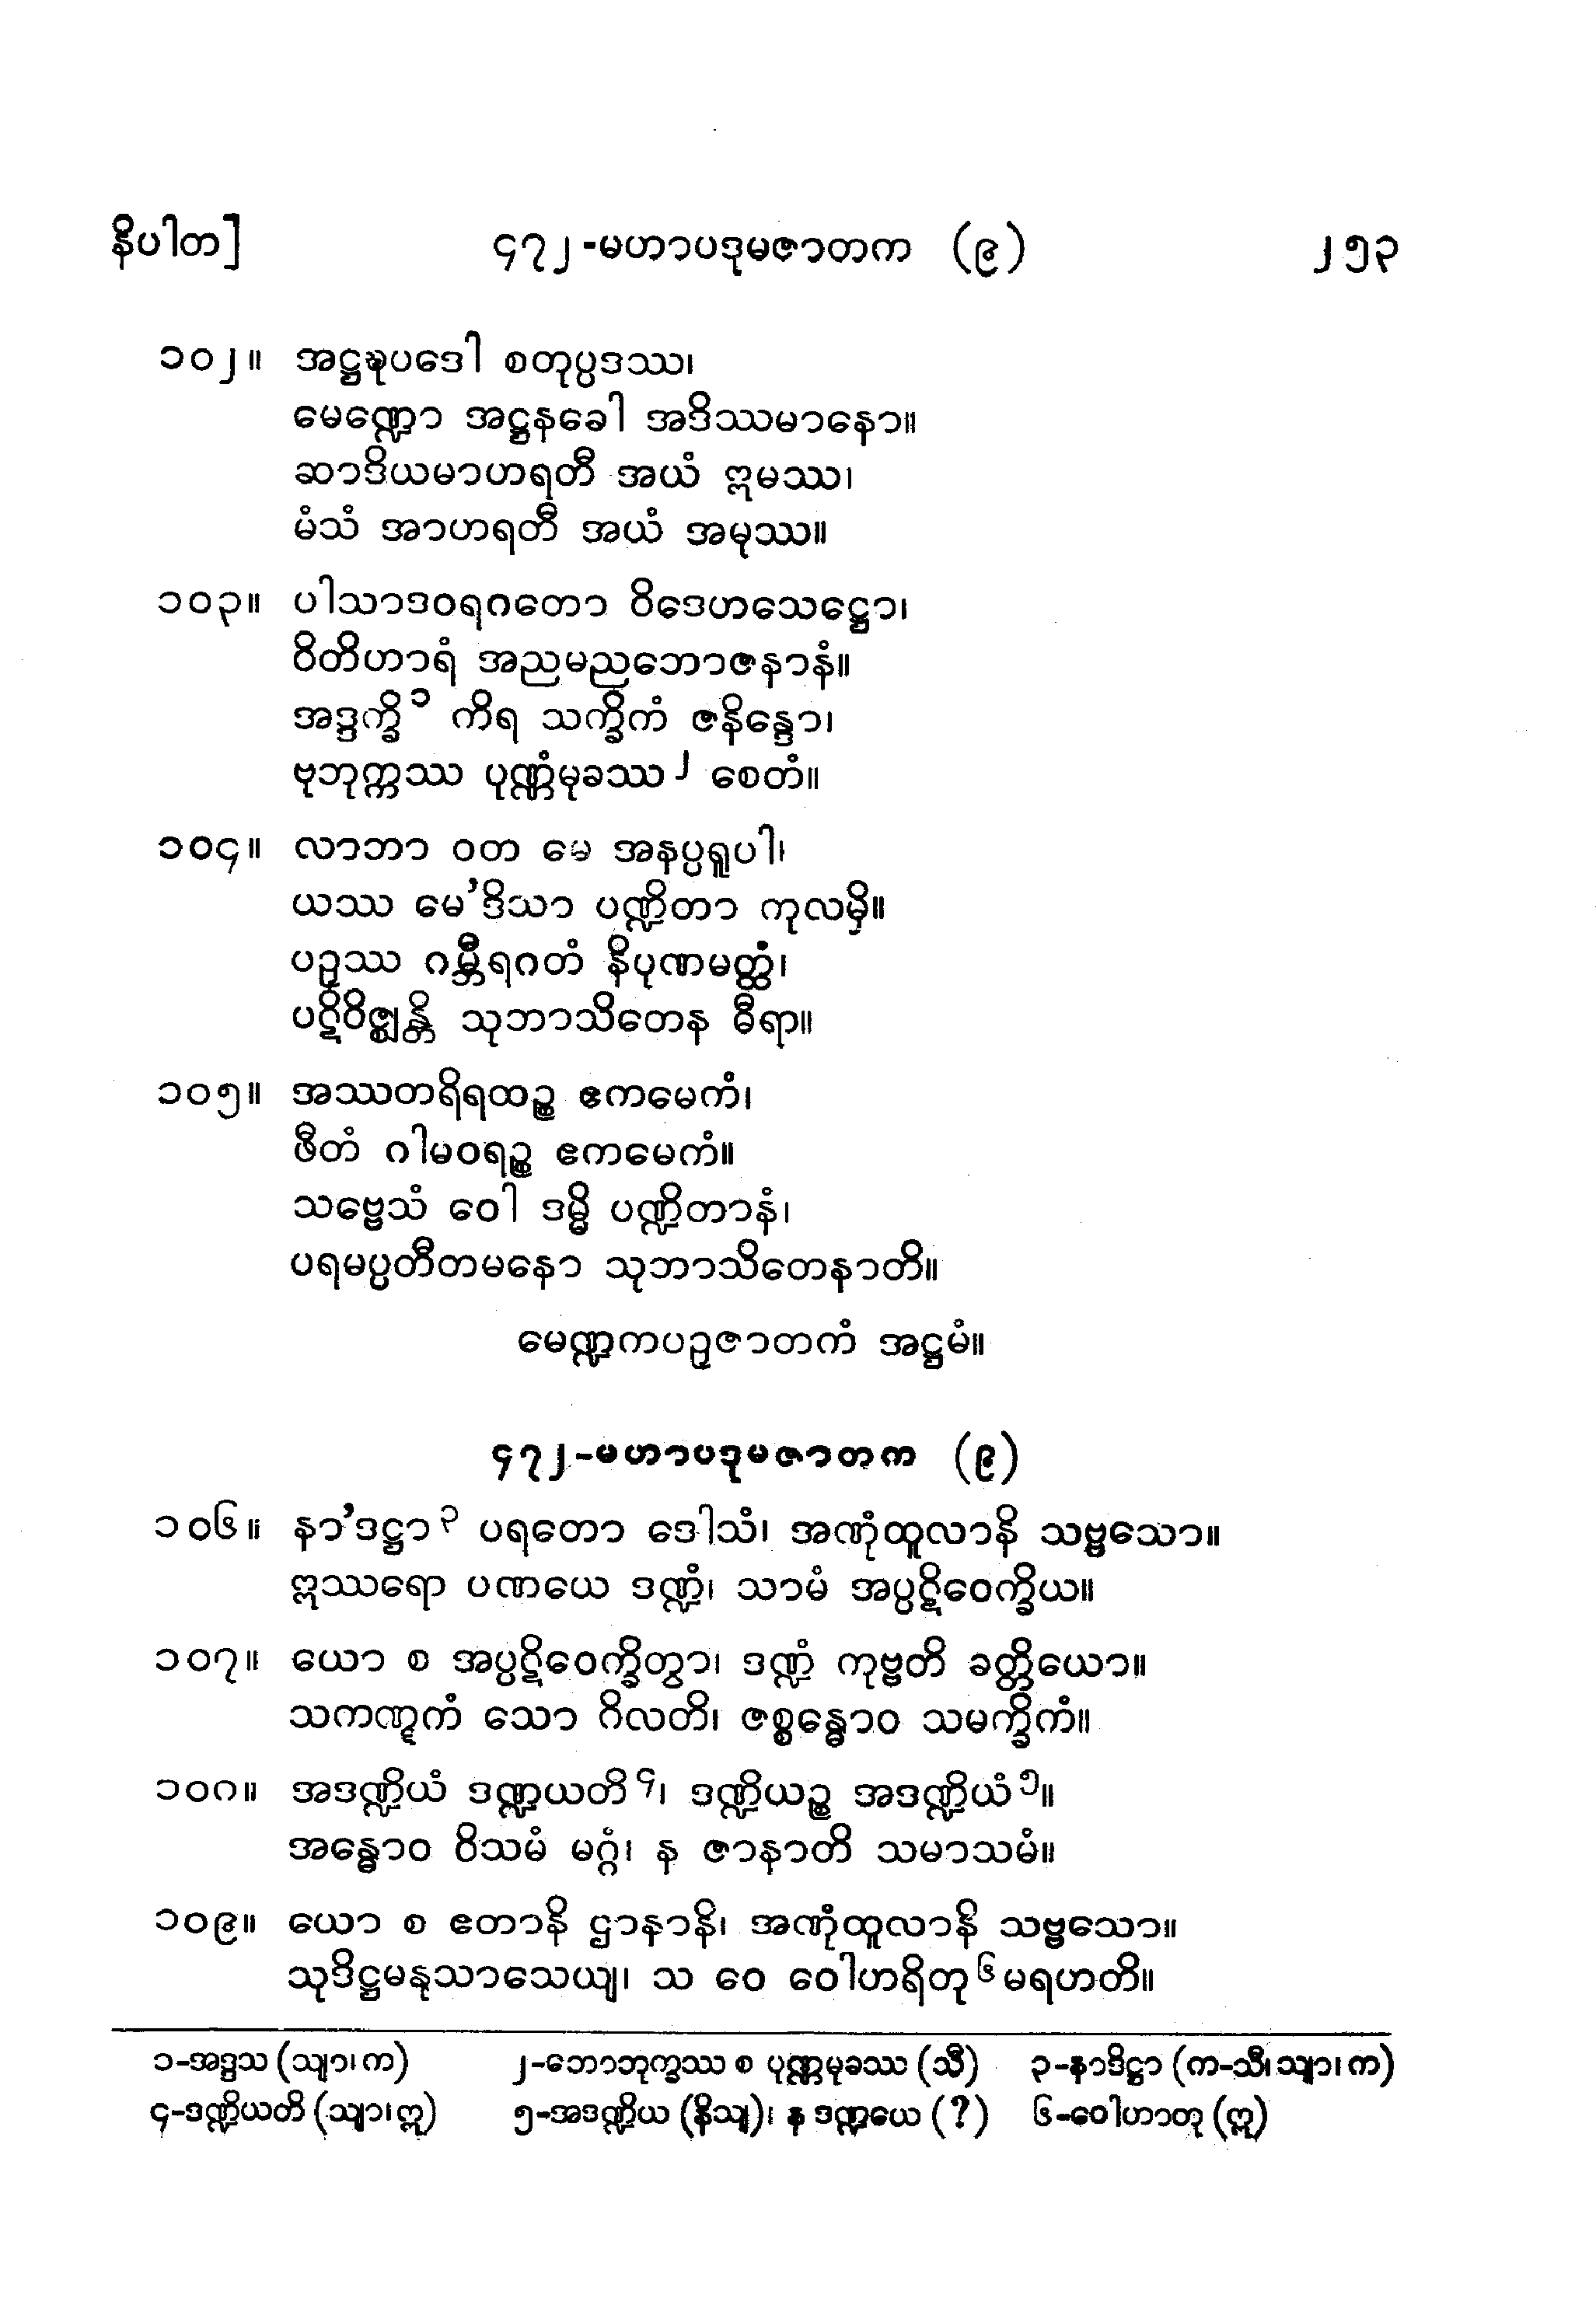 နိပါတ]	၄၇၂-မဟာပဒုမဇာတက (၉)	၂၅၃
၁၀၂။ အဋ္ဌဍ္ဎပဒေါ စတုပ္ပဒဿ၊
မေဏ္ဍော အဋ္ဌနခေါ အဒိဿမာနော။
ဆာဒိယမာဟရတီ အယံ ဣမဿ၊
မံသံ အာဟရတီ အယံ အမုဿ။
၁၀၃။ ပါသာဒဝရဂတော ဝိဒေဟသေဋ္ဌော၊
ဝိတိဟာရံ အညမညဘောဇနာနံ။
အဒ္ဒက္ခိ၁ ကိရ သက္ခိကံ ဇနိန္ဒော၊
ဗုဘုက္ကဿ ပုဏ္ဏံမုခဿ၂ စေတံ။
၁၀၄။ လာဘာ ဝတ မေ အနပ္ပရူပါ၊
ယဿ မေ’ဒိသာ ပဏ္ဍိတာ ကုလမှိ။
ပဉှဿ ဂမ္ဘီရဂတံ နိပုဏမတ္ထံ၊
ပဋိဝိဇ္ဈန္တိ သုဘာသိတေန ဓီရာ။
၁၀၅။ အဿတရိရထဉ္စ ဧကမေကံ၊
ဖီတံ ဂါမဝရဉ္စ ဧကမေကံ။
သဗ္ဗေသံ ဝေါ ဒမ္မိ ပဏ္ဍိတာနံ၊
ပရမပ္ပတီတမနော သုဘာသိတေနာတိ။
မေဏ္ဍကပဉှဇာတကံ အဋ္ဌမံ။
၄၇၂-မဟာပဒုမဇာတက (၉)
၁၀၆။ နာ’ဒဋ္ဌာ၃ ပရတော ဒေါသံ၊ အဏုံထူလာနိ သဗ္ဗသော။
ဣဿရော ပဏယေ ဒဏ္ဍံ၊ သာမံ အပ္ပဋိဝေက္ခိယ။
၁၀၇။ ယော စ အပ္ပဋိဝေက္ခိတွာ၊ ဒဏ္ဍံ ကုဗ္ဗတိ ခတ္တိယော။
သကဏ္ဋကံ သော ဂိလတိ၊ ဇစ္စန္ဓောဝ သမက္ခိကံ။
၁၀၈။ အဒဏ္ဍိယံ ဒဏ္ဍယတိ၄၊ ဒဏ္ဍိယဉ္စ အဒဏ္ဍိယံ၅။
အန္ဓောဝ ဝိသမံ မဂ္ဂံ၊ န ဇာနာတိ သမာသမံ။
၁၀၉။ ယော စ ဧတာနိ ဌာနာနိ၊ အဏုံထူလာနိ သဗ္ဗသော။
သုဒိဋ္ဌမနုသာသေယျ၊ သ ဝေ ဝေါဟရိတု၆မရဟတိ။
၁-အဒ္ဒသ (သျာ၊ က)	၂-ဘောဘုက္ခဿ စ ပုဏ္ဏမုခဿ (သီ)	၃-နာဒိဋ္ဌာ (က-သီ၊ သျာ၊ က)
၄-ဒဏ္ဍိယတိ (သျာ၊ ဣ)	၅-အဒဏ္ဍိယ (နိသျ)၊ န ဒဏ္ဍယေ (?)	၆-ဝေါဟာတု (ဣ)